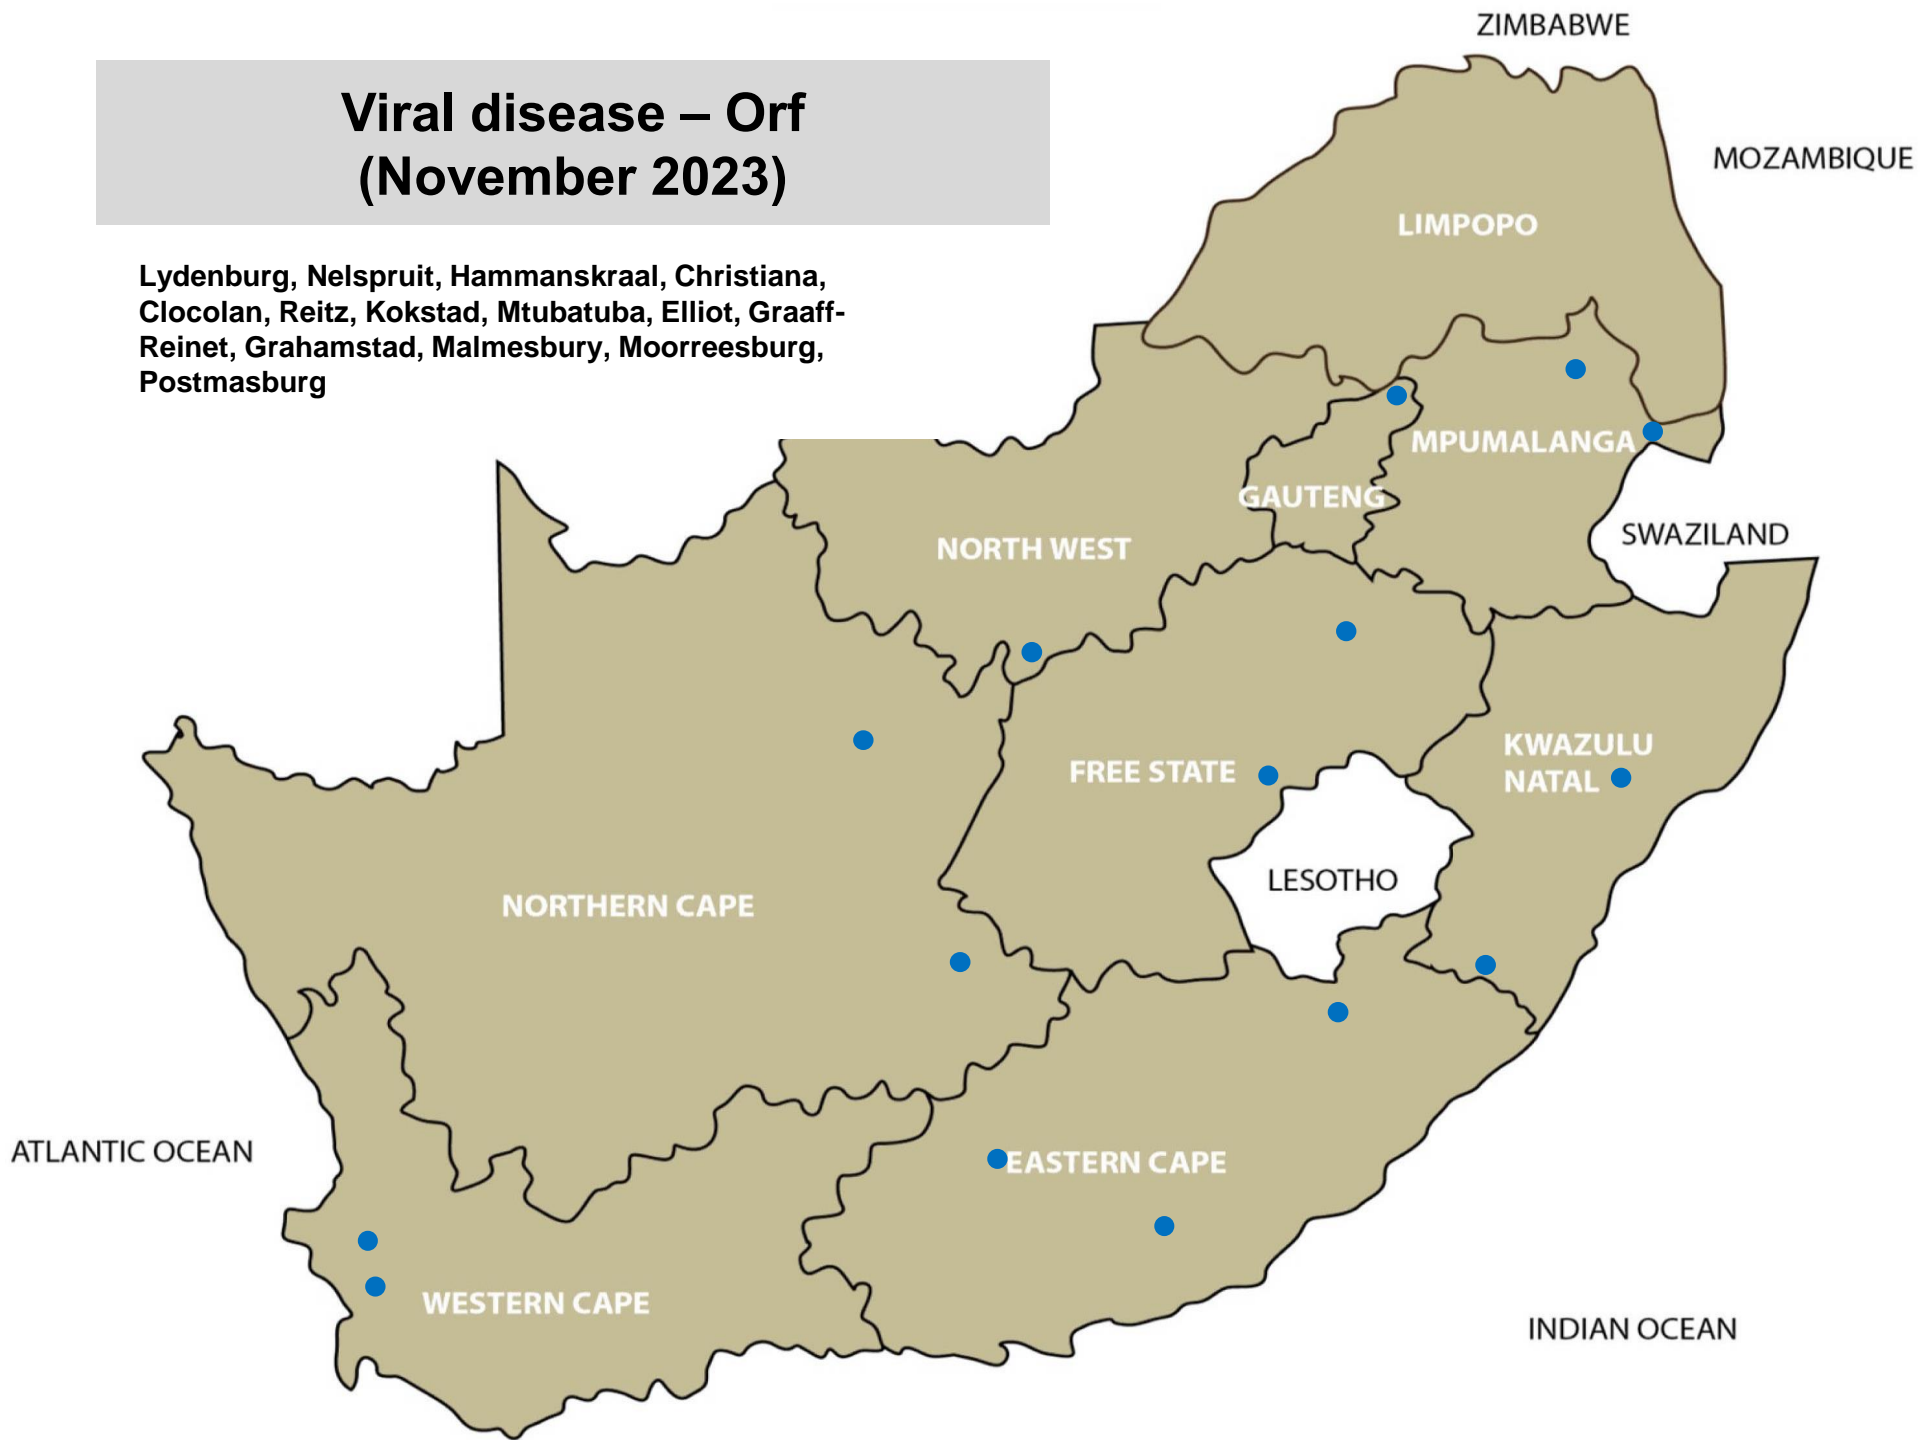 ZIMBABWE
Viral disease – Orf
(November 2023)
MOZAMBIQUE
LIMPOPO
Lydenburg, Nelspruit, Hammanskraal, Christiana,
Clocolan, Reitz, Kokstad, Mtubatuba, Elliot, Graaff-
Reinet, Grahamstad, Malmesbury, Moorreesburg,
Postmasburg
MPUMALANGA
GAUTENG
SWAZILAND
NORTH WEST
KWAZULU
NATAL
FREE STATE
LESOTHO
NORTHERN CAPE
ATLANTIC OCEAN
EASTERN CAPE
WESTERN CAPE
INDIAN OCEAN